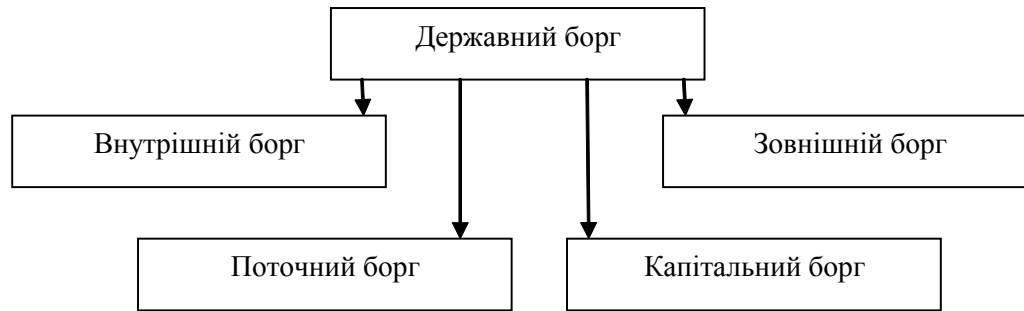 Державний борг
Внутрішній борг
Зовнішній борг
Поточний борг
Капітальний борг